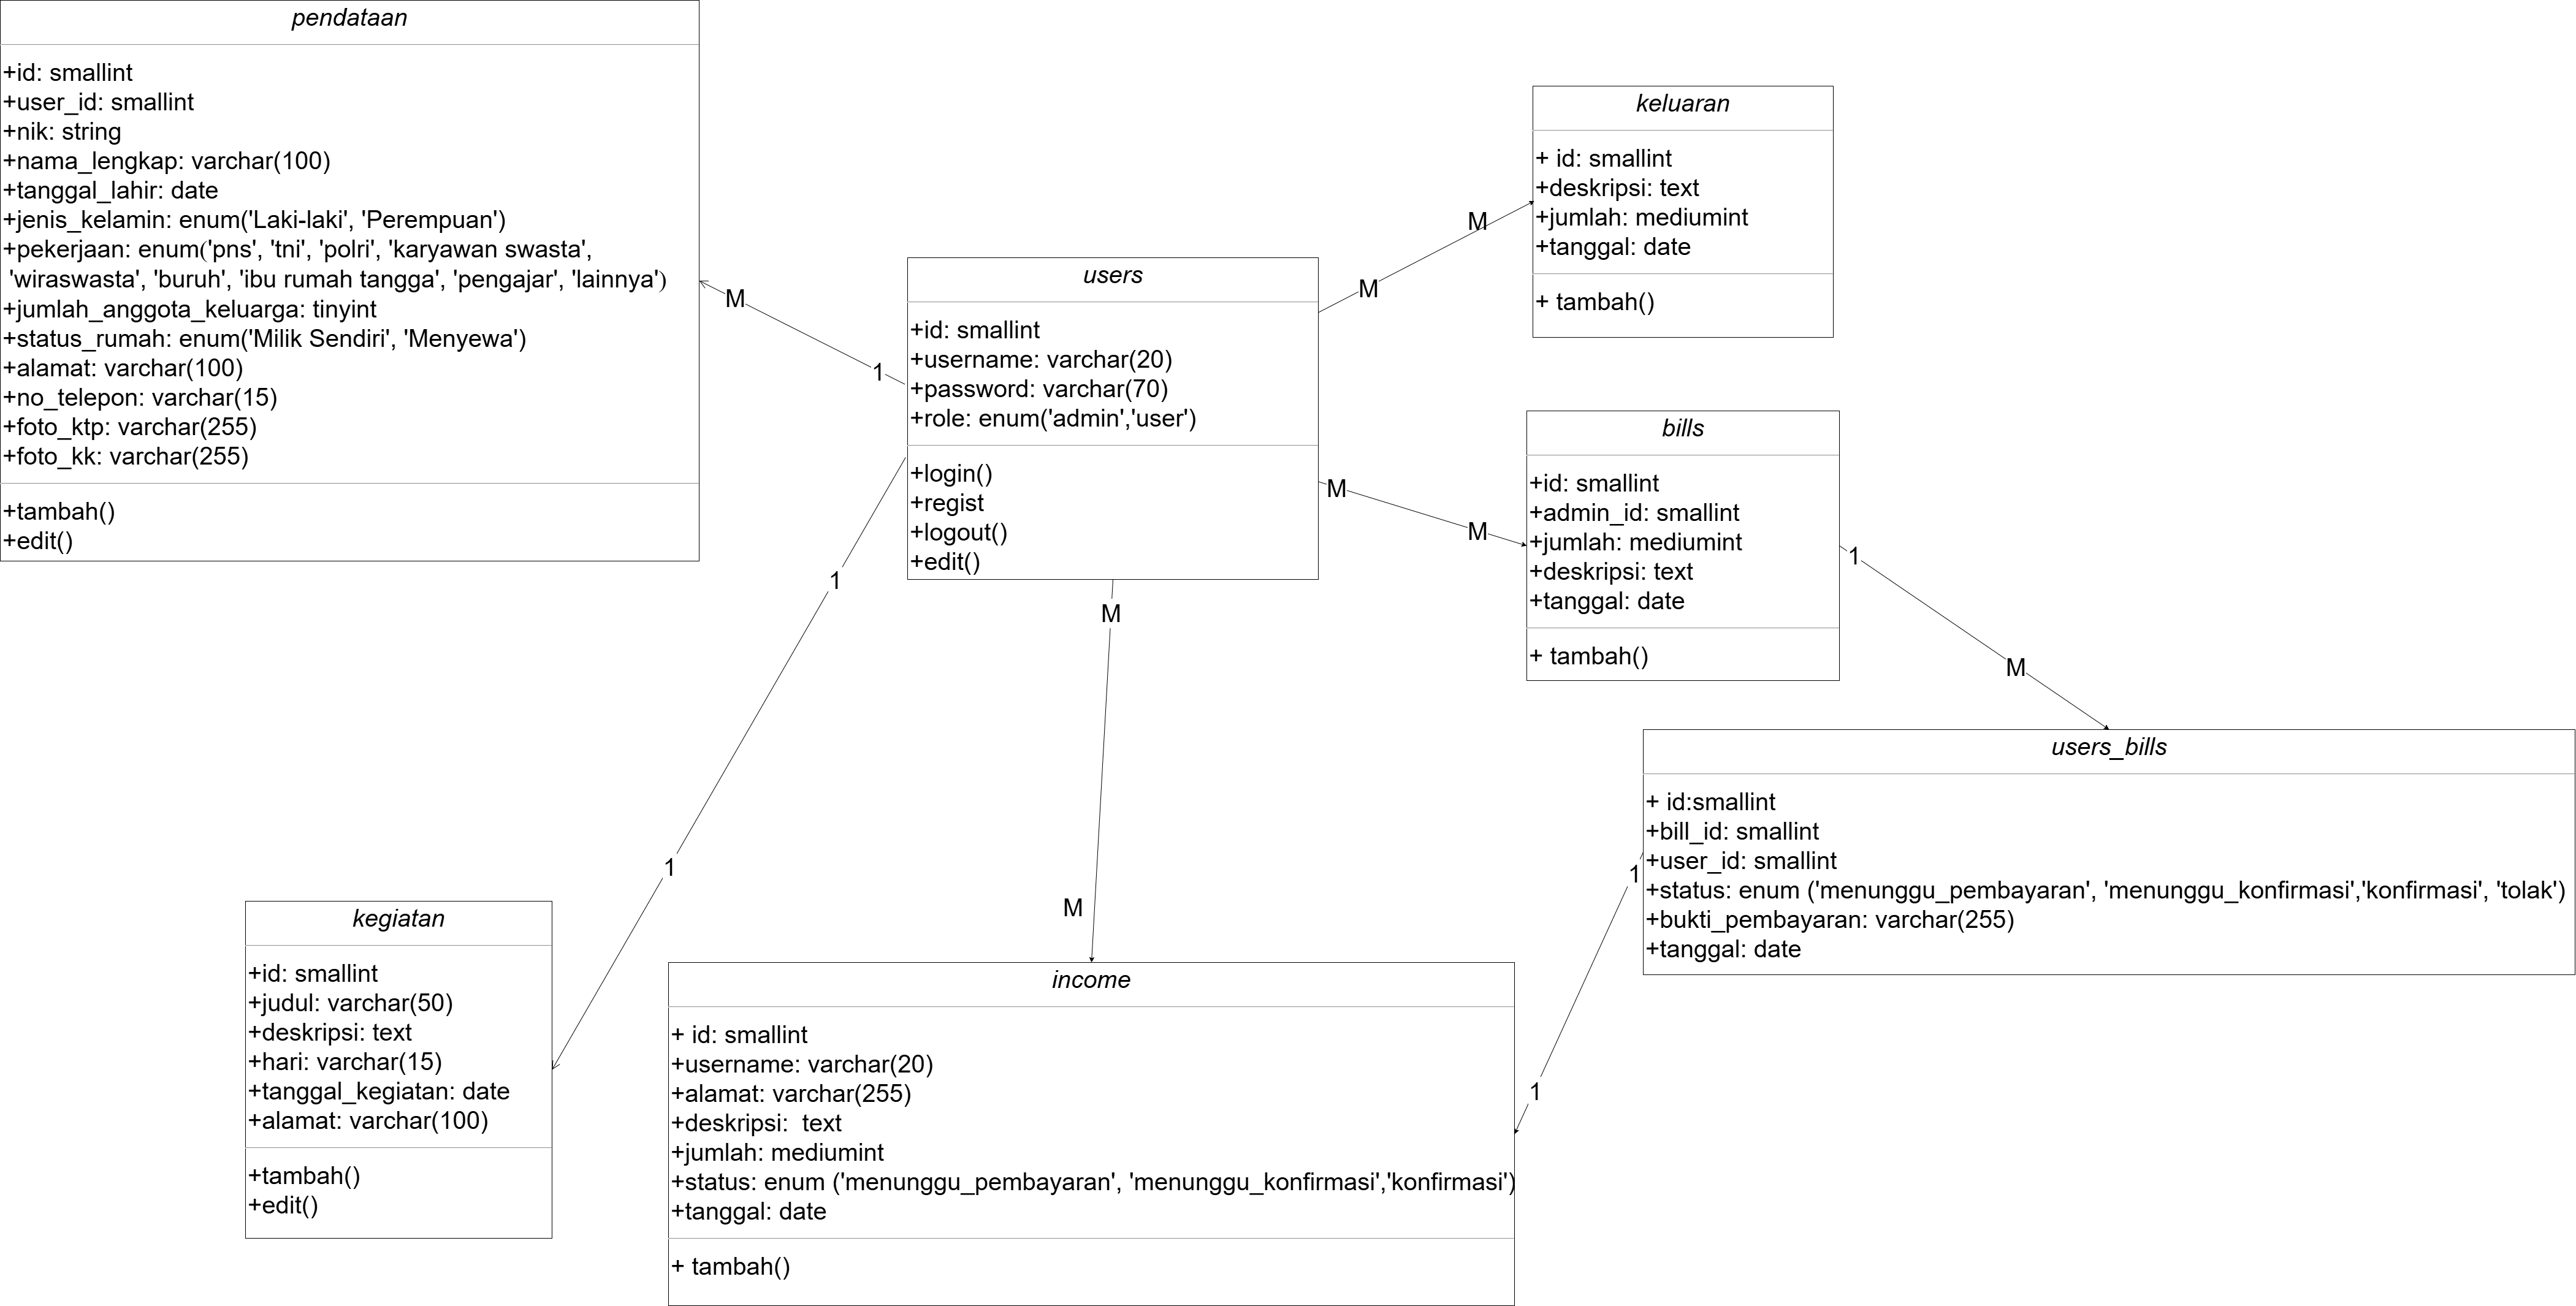 pendataan
+id: smallint
+user_id: smallint
+nik: string
+nama_lengkap: varchar(100)
+tanggal_lahir: date
+jenis_kelamin: enum('Laki-laki', 'Perempuan')
+pekerjaan: enum('pns', 'tni', 'polri', 'karyawan swasta',
'wiraswasta', 'buruh', 'ibu rumah tangga', 'pengajar', 'lainnya')
+jumlah_anggota_keluarga: tinyint
+status_rumah: enum('Milik Sendiri', 'Menyewa')
+alamat: varchar(100)
+no_telepon: varchar(15)
+foto_ktp: varchar(255)
+foto_kk: varchar(255)
+tambah()
+edit()
M
1
users
+id: smallint
+username: varchar(20)
+password: varchar(70)
+role: enum('admin','user')
+login()
+regist
+logout()
+edit()
M
M
keluaran
+ id: smallint
+deskripsi: text
+jumlah: mediumint
+tanggal: date
+ tambah()
M
M
bills
+id: smallint
+admin_id: smallint
+jumlah: mediumint
+deskripsi: text
+tanggal: date
+ tambah()
1
M
users_bills
+ id:smallint
+bill_id: smallint
+user_id: smallint
+status: enum ('menunggu_pembayaran', 'menunggu_konfirmasi','konfirmasi', 'tolak')
+bukti_pembayaran: varchar(255)
+tanggal: date
1
1
1
1
kegiatan
+id: smallint
+judul: varchar(50)
+deskripsi: text
+hari: varchar(15)
+tanggal_kegiatan: date
+alamat: varchar(100)
+tambah()
+edit()
M
M
income
+ id: smallint
+username: varchar(20)
+alamat: varchar(255)
+deskripsi:  text
+jumlah: mediumint
+status: enum ('menunggu_pembayaran', 'menunggu_konfirmasi','konfirmasi')
+tanggal: date
+ tambah()